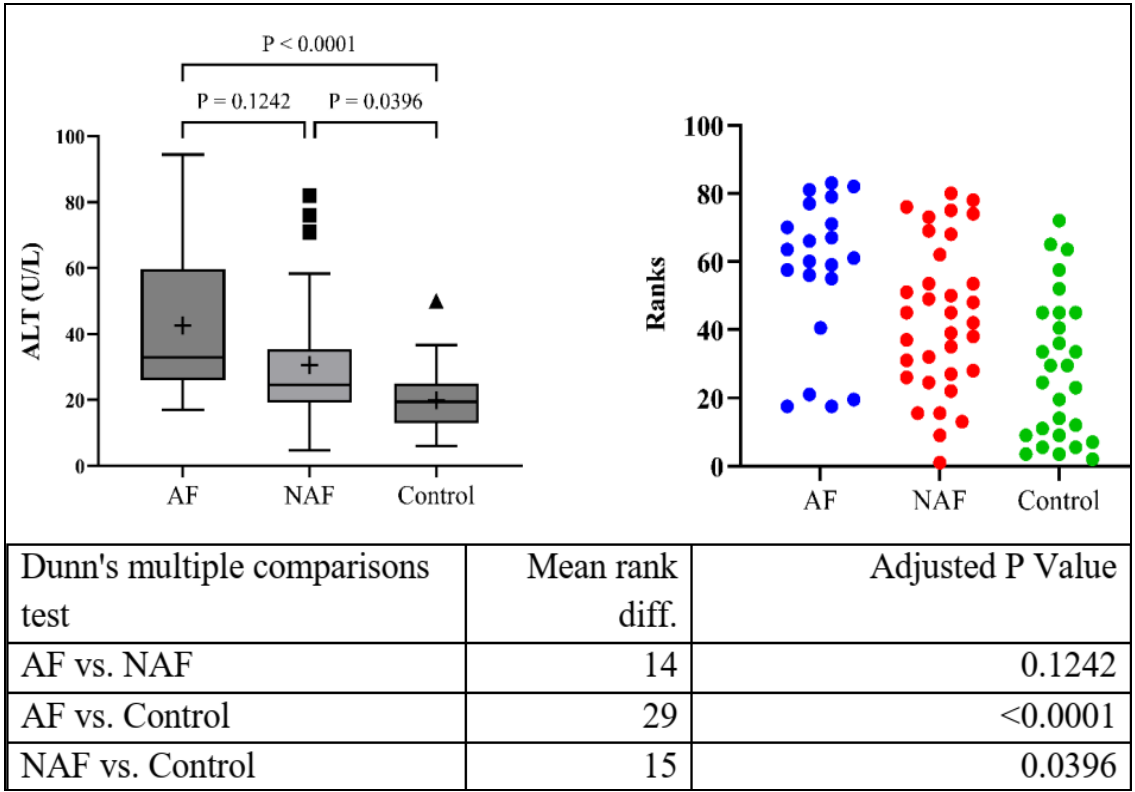 P < 0.0001
P = 0.1242 P = 0.0396
ALT (U/L)
100
80
60
40
20
0
AF NAF Control
Ranks
100
80
60
40
20
0
AF NAF Control
Dunn's multiple comparisons
test
Mean rank
diff.
Adjusted P Value
AF vs. NAF 14 0.1242
AF vs. Control 29 <0.0001
NAF vs. Control 15 0.0396